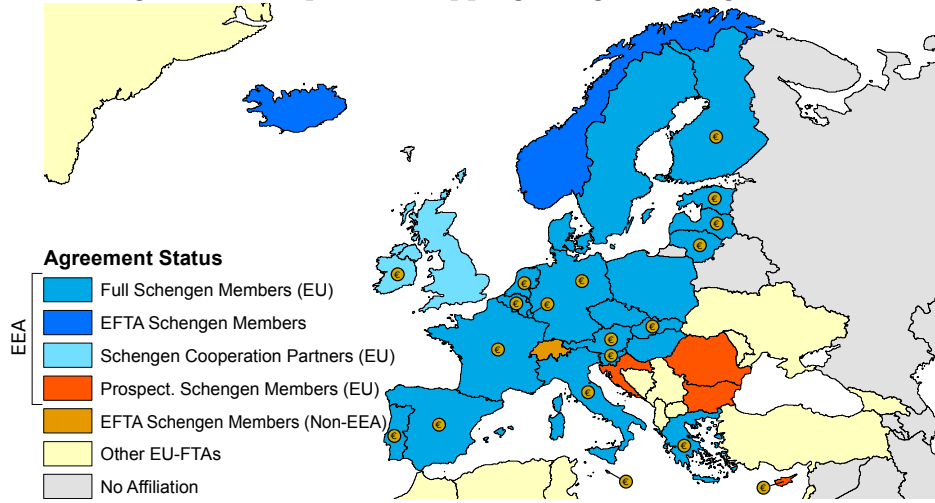 Agreement Status
EEA
Full Schengen Members (EU)
EFTA Schengen Members
Schengen Cooperation Partners (EU)
Prospect. Schengen Members (EU)
EFTA Schengen Members (Non-EEA)
Other EU-FTAs
No Affiliation